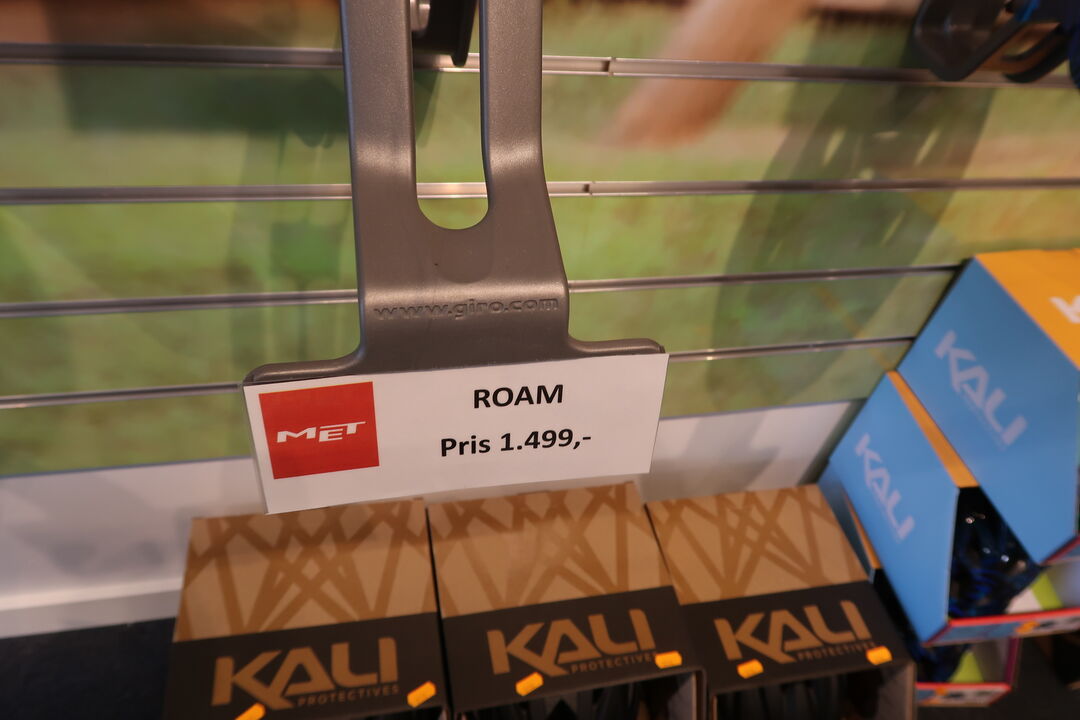 www.giro.com
MET
ROAM
Pris 1.499,-
KALI
KALI
KALI
PROTECTIVES
KALI
PROTECTIVES
KALI
PROTECTIVES